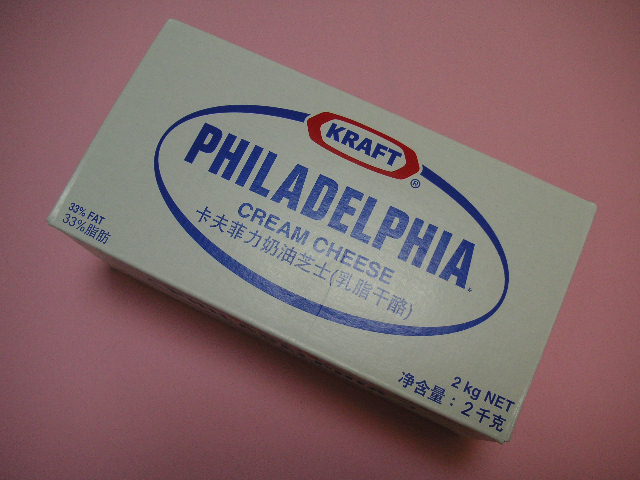 KRAFT
®
PHILADELPHIA
CREAM CHEESE
卡夫菲力奶油芝士(乳脂干酪)
33% FAT
33%脂肪
2 kg NET
净含量：2千克